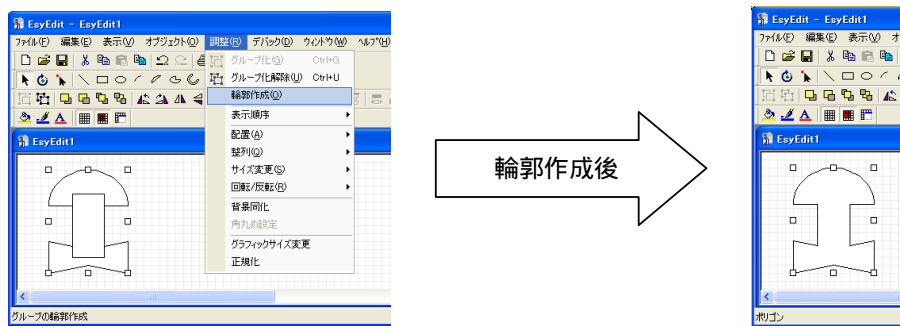 EsyEdit - EsyEdit1
ファイル(F) 編集(E) 表示(V) オブジェクト(O) 調整(R) デバック(D) ウィンドウ(W) ヘルプ(H)
グループ化(G) Ctrl+G
グループ化解除(U) Ctrl+U
輪郭作成(O)
表示順序
配置(A)
整列(Q)
サイズ変更(S)
回転/反転(R)
背景同化
角丸め設定
グラフィックサイズ変更
正規化
EsyEdit1
グループの輪郭作成
輪郭作成後
EsyEdit - EsyEdit1
ファイル(F) 編集(E) 表示(V) オ
EsyEdit1
ポリゴン